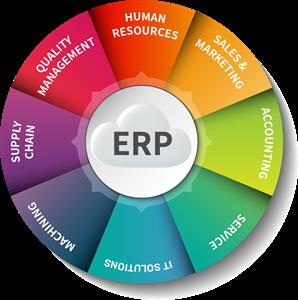 HUMAN
RESOURCES
SALES &
MARKETING
ACCOUNTING
SERVICE
IT SOLUTIONS
MACHINING
SUPPLY
CHAIN
QUALITY
MANAGEMENT
ERP